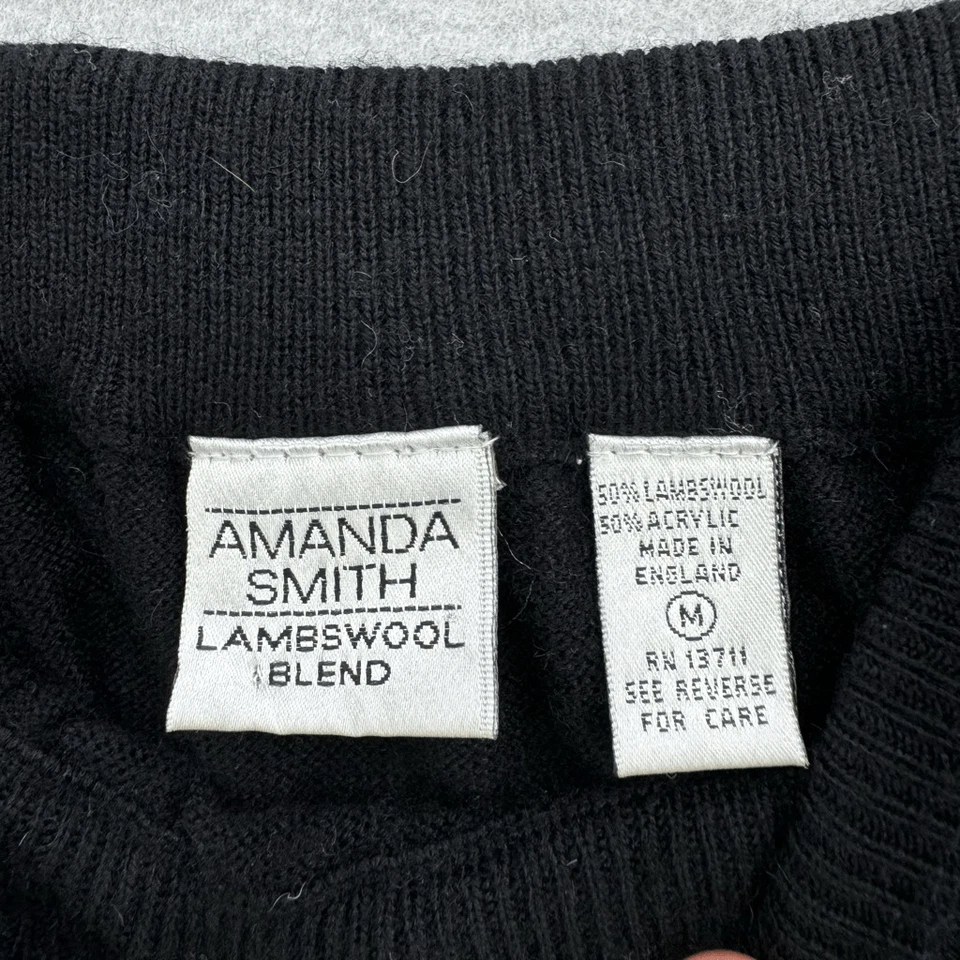 AMANDA
SMITH
LAMBSWOOL
BLEND
50% LAMBSWOOL
50% ACRYLIC
MADE IN
ENGLAND
M
RN 13711
SEE REVERSE
FOR CARE